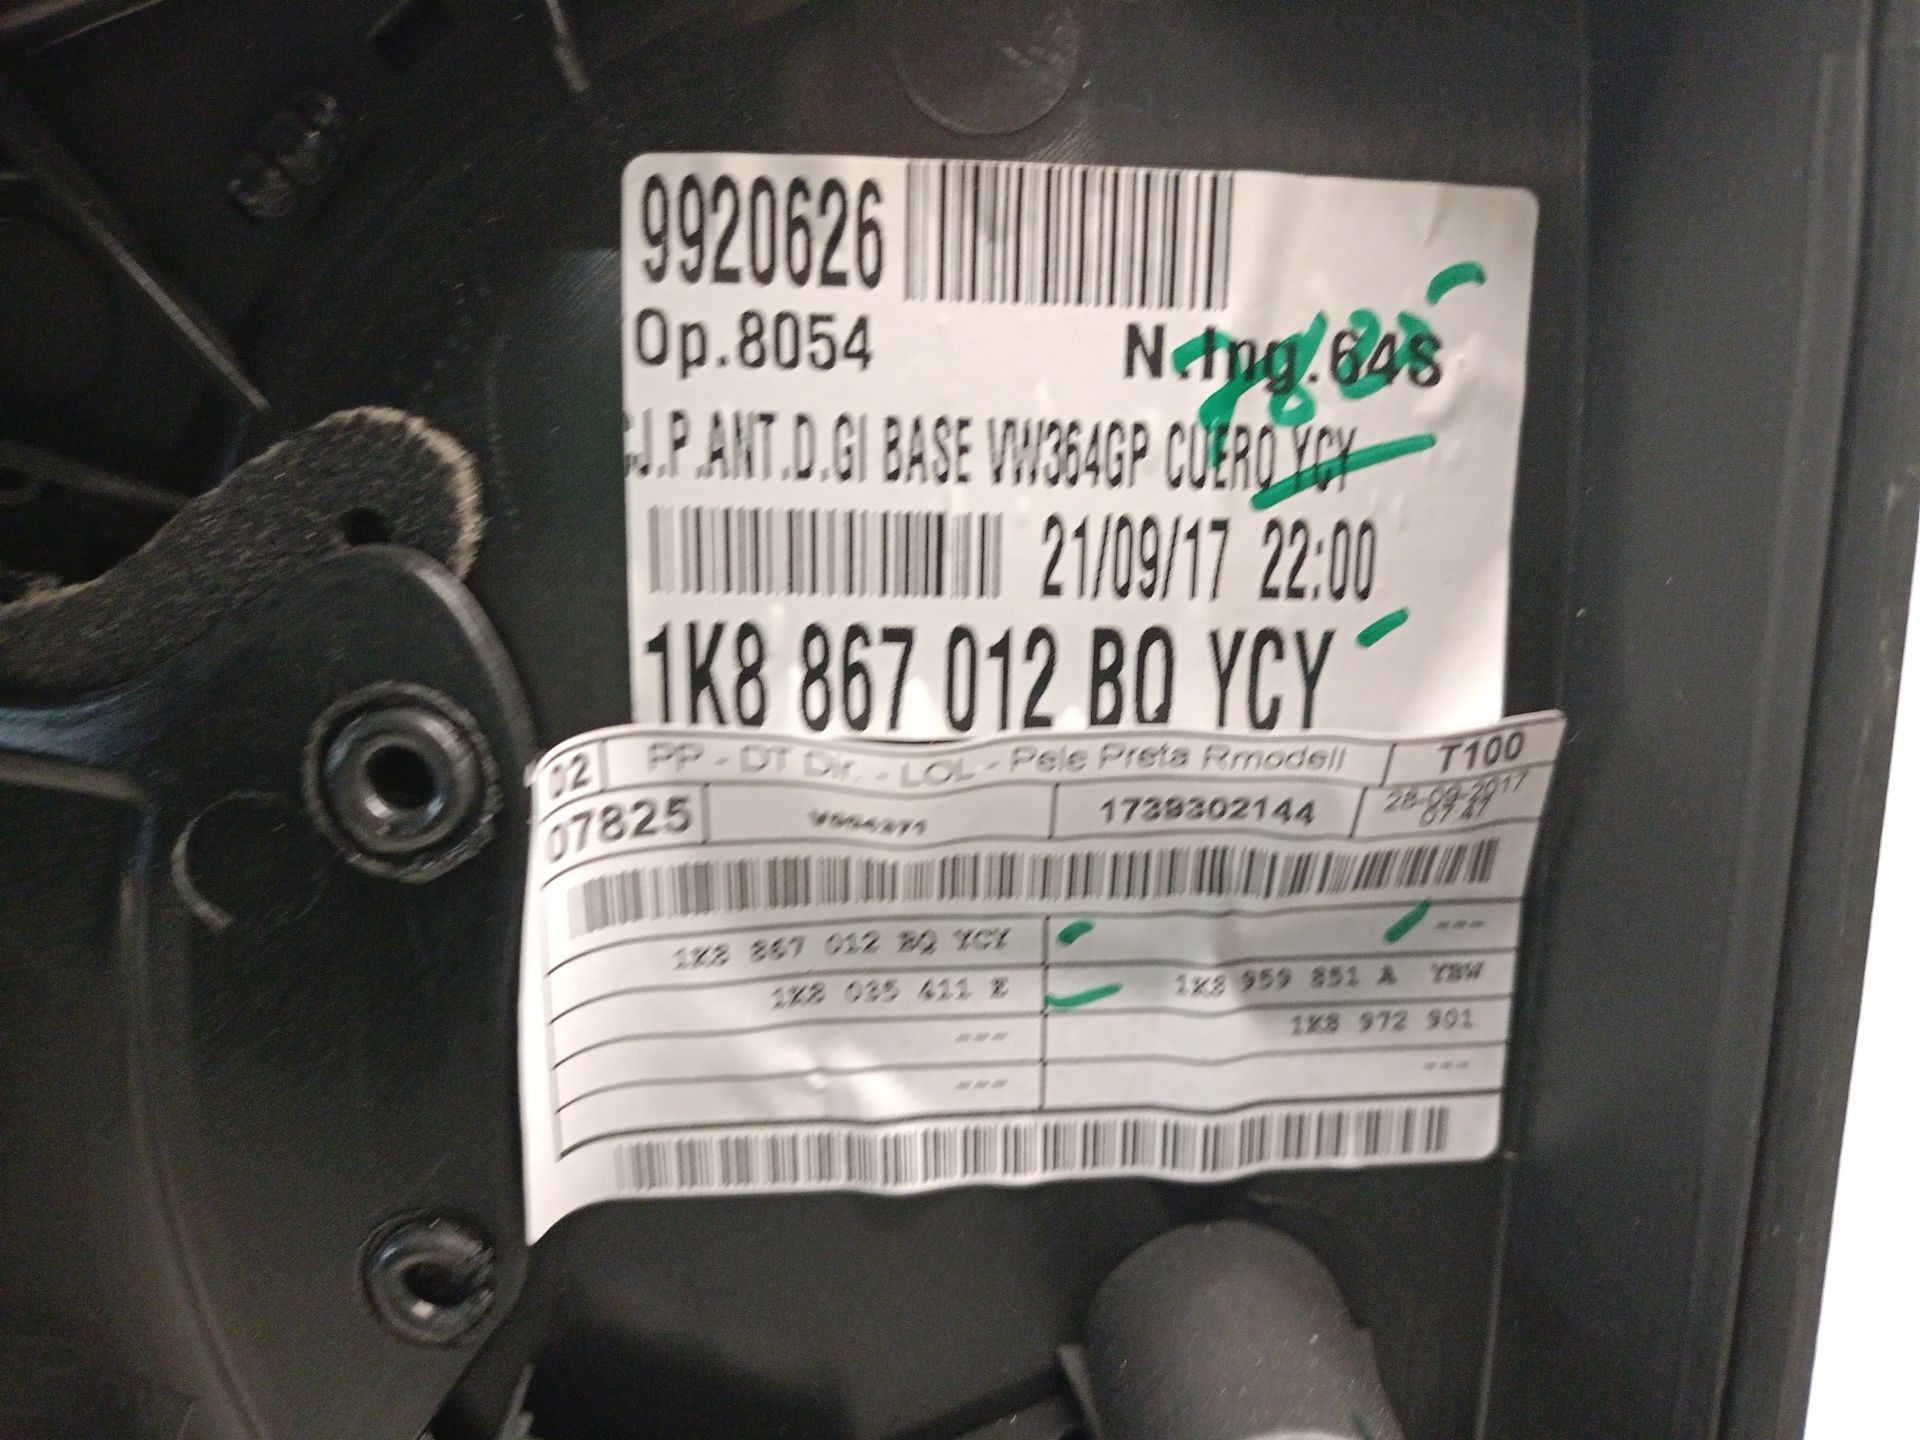 9920626
Op.8054 N.Ing.64S
J.P.ANT.D.GI BASE VW364GP CUERO YCY
21/09/17 22:00
1K8 867 012 BQ YCY
02 PP - DT Dir. - LOL - Pele Preta Rmodell T100
07825 1739302144 28-09-2017
07:47
1K8 867 012 BQ YCY ---
1K8 035 411 E 1K8 959 851 A YBW
--- 1K8 972 901
--- ---